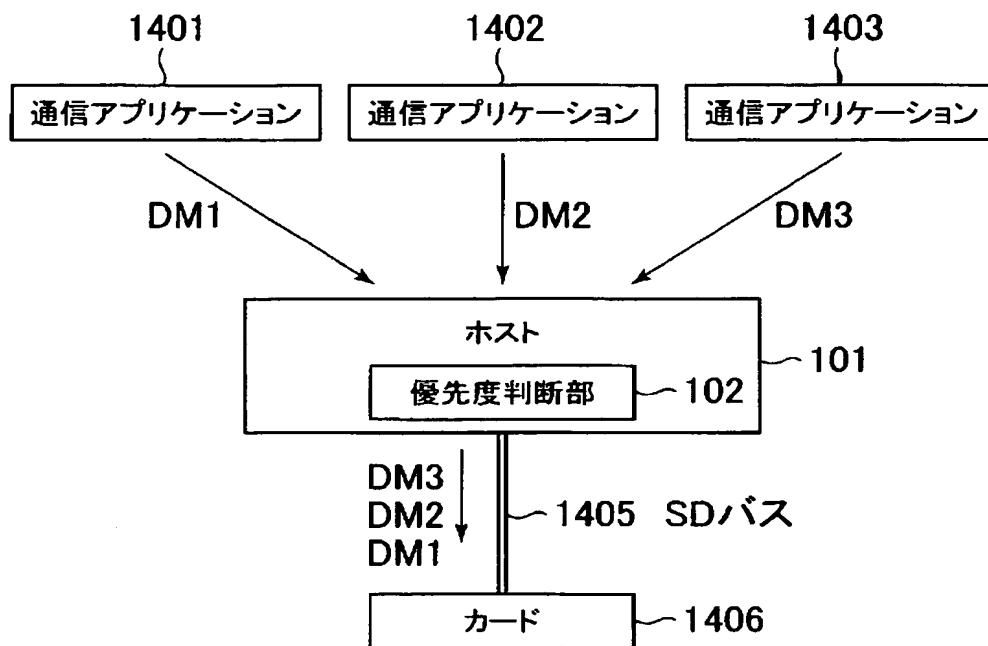 1401 1402 1403
通信アプリケーション 通信アプリケーション 通信アプリケーション
DM1 DM2 DM3
ホスト
101
優先度判断部 102
DM3
DM2 1405 SDバス
DM1
カード 1406